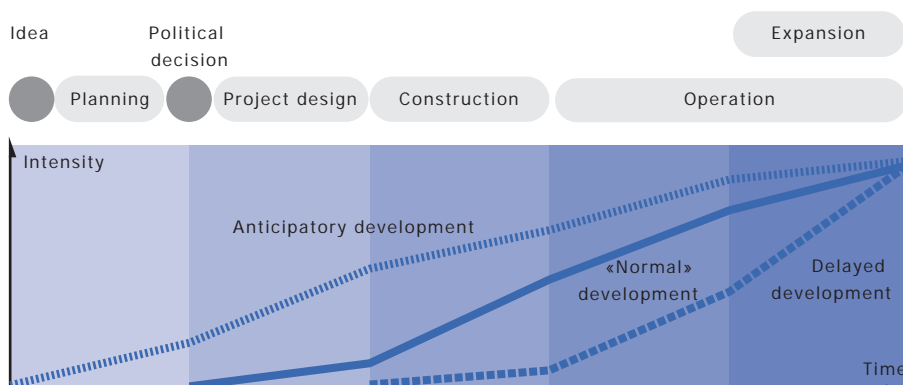 Idea
Political
decision
Expansion
Planning
Project design
Construction
Operation
Intensity
Anticipatory development
«Normal»
development
Delayed
development
Time